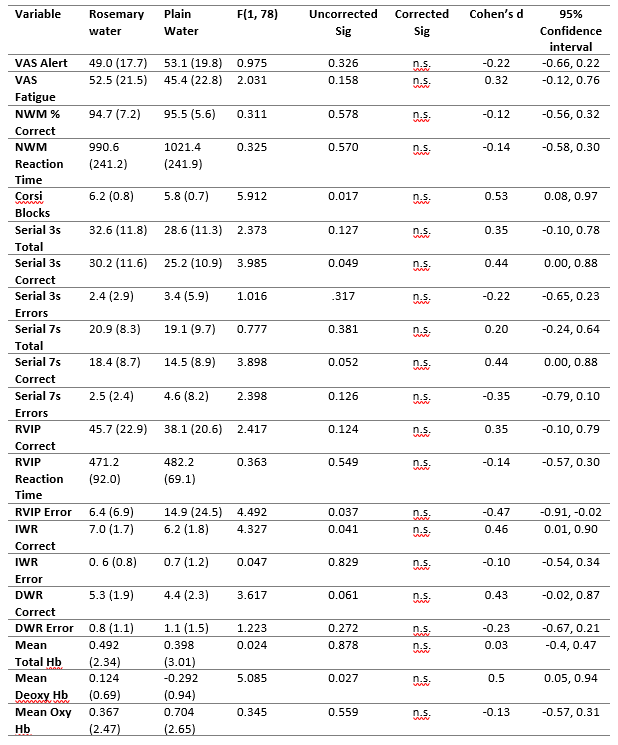 Variable Rosemary water Plain Water F(1, 78) Uncorrected Sig Corrected Sig Cohen’s d 95% Confidence interval
VAS Alert 49.0 (17.7) 53.1 (19.8) 0.975 0.326 n.s. -0.22 -0.66, 0.22
VAS Fatigue 52.5 (21.5) 45.4 (22.8) 2.031 0.158 n.s. 0.32 -0.12, 0.76
NWM % Correct 94.7 (7.2) 95.5 (5.6) 0.311 0.578 n.s. -0.12 -0.56, 0.32
NWM Reaction Time 990.6 (241.2) 1021.4 (241.9) 0.325 0.570 n.s. -0.14 -0.58, 0.30
Corsi Blocks 6.2 (0.8) 5.8 (0.7) 5.912 0.017 n.s. 0.53 0.08, 0.97
Serial 3s Total 32.6 (11.8) 28.6 (11.3) 2.373 0.127 n.s. 0.35 -0.10, 0.78
Serial 3s Correct 30.2 (11.6) 25.2 (10.9) 3.985 0.049 n.s. 0.44 0.00, 0.88
Serial 3s Errors 2.4 (2.9) 3.4 (5.9) 1.016 .317 n.s. -0.22 -0.65, 0.23
Serial 7s Total 20.9 (8.3) 19.1 (9.7) 0.777 0.381 n.s. 0.20 -0.24, 0.64
Serial 7s Correct 18.4 (8.7) 14.5 (8.9) 3.898 0.052 n.s. 0.44 0.00, 0.88
Serial 7s Errors 2.5 (2.4) 4.6 (8.2) 2.398 0.126 n.s. -0.35 -0.79, 0.10
RVIP Correct 45.7 (22.9) 38.1 (20.6) 2.417 0.124 n.s. 0.35 -0.10, 0.79
RVIP Reaction Time 471.2 (92.0) 482.2 (69.1) 0.363 0.549 n.s. -0.14 -0.57, 0.30
RVIP Error 6.4 (6.9) 14.9 (24.5) 4.492 0.037 n.s. -0.47 -0.91, -0.02
IWR Correct 7.0 (1.7) 6.2 (1.8) 4.327 0.041 n.s. 0.46 0.01, 0.90
IWR Error 0. 6 (0.8) 0.7 (1.2) 0.047 0.829 n.s. -0.10 -0.54, 0.34
DWR Correct 5.3 (1.9) 4.4 (2.3) 3.617 0.061 n.s. 0.43 -0.02, 0.87
DWR Error 0.8 (1.1) 1.1 (1.5) 1.223 0.272 n.s. -0.23 -0.67, 0.21
Mean Total Hb 0.492 (2.34) 0.398 (3.01) 0.024 0.878 n.s. 0.03 -0.4, 0.47
Mean Deoxy Hb 0.124 (0.69) -0.292 (0.94) 5.085 0.027 n.s. 0.5 0.05, 0.94
Mean Oxy Hb 0.367 (2.47) 0.704 (2.65) 0.345 0.559 n.s. -0.13 -0.57, 0.31